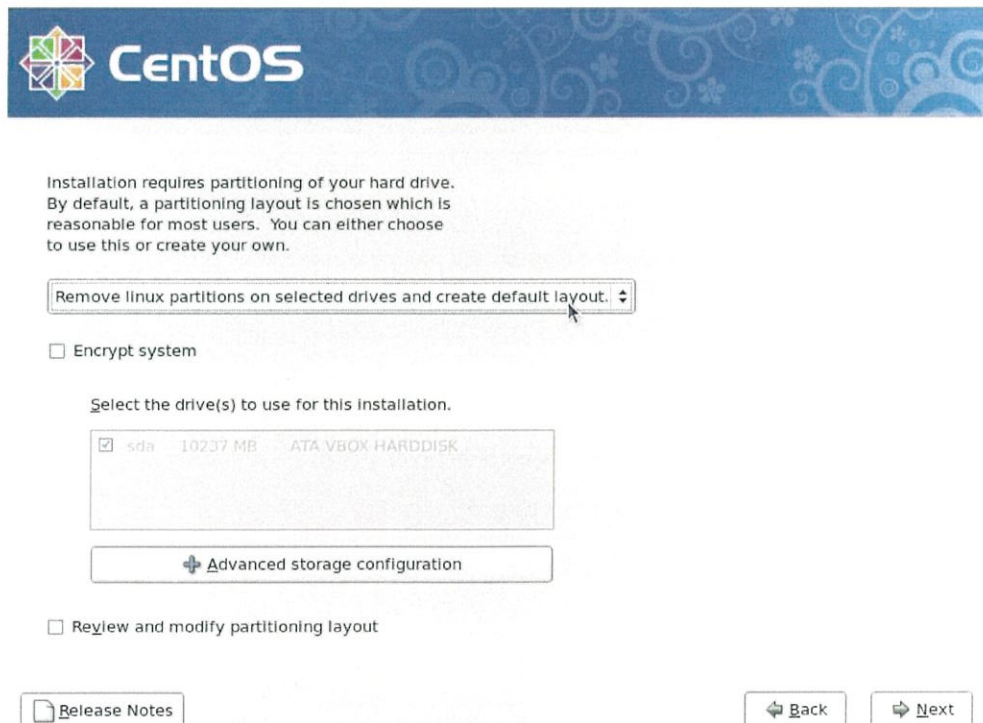 CentOS
Installation requires partitioning of your hard drive.
By default, a partitioning layout is chosen which is
reasonable for most users. You can either choose
to use this or create your own.
Remove linux partitions on selected drives and create default layout.
Encrypt system
Select the drive(s) to use for this installation.
sda 10237 MB ATA VBOX HARDDISK
Advanced storage configuration
Review and modify partitioning layout
Release Notes
Back
Next